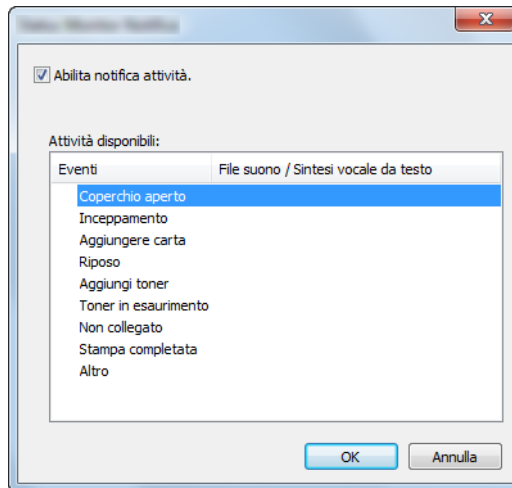 Abilita notifica attività.
Attività disponibili:
Eventi File suono / Sintesi vocale da testo
Coperchio aperto
Inceppamento
Aggiungere carta
Riposo
Aggiungi toner
Toner in esaurimento
Non collegato
Stampa completata
Altro
OK Annulla